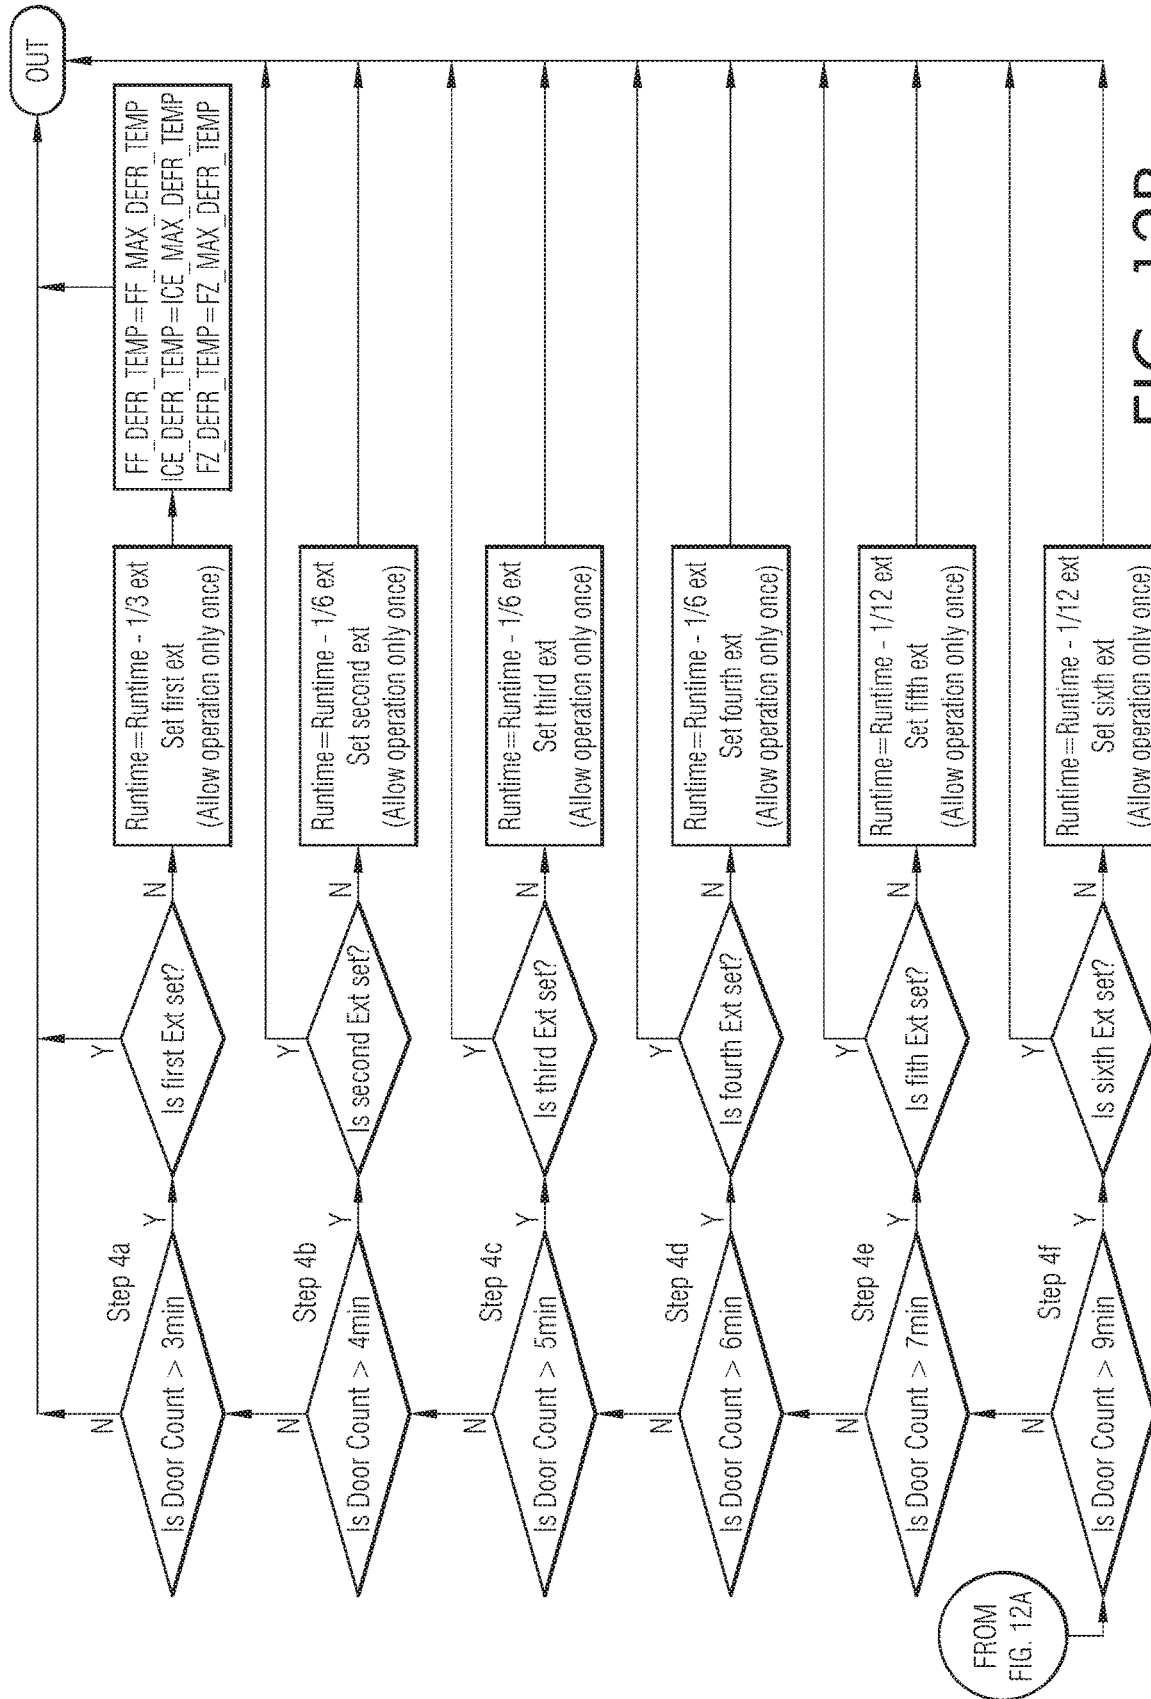 OUT
Step 4a
Is Door Count > 3min
N
Y
Is first Ext set?
Y
N
Runtime=Runtime - 1/3 ext
Set first ext
(Allow operation only once)
FF_DEFR_TEMP=FF_MAX_DEFR_TEMP
ICE_DEFR_TEMP=ICE_MAX_DEFR_TEMP
FZ_DEFR_TEMP=FZ_MAX_DEFR_TEMP
Step 4b
Is Door Count > 4min
N
Y
Is second Ext set?
Y
N
Runtime=Runtime - 1/6 ext
Set second ext
(Allow operation only once)
Step 4c
Is Door Count > 5min
N
Y
Is third Ext set?
Y
N
Runtime=Runtime - 1/6 ext
Set third ext
(Allow operation only once)
Step 4d
Is Door Count > 6min
N
Y
Is fourth Ext set?
Y
N
Runtime=Runtime - 1/6 ext
Set fourth ext
(Allow operation only once)
Step 4e
Is Door Count > 7min
N
Y
Is fith Ext set?
Y
N
Runtime=Runtime - 1/12 ext
Set fifth ext
(Allow operation only once)
FROM
FIG. 12A
Step 4f
Is Door Count > 9min
N
Y
Is sixth Ext set?
Y
N
Runtime=Runtime - 1/12 ext
Set sixth ext
(Allow operation only once)
FIG. 12B